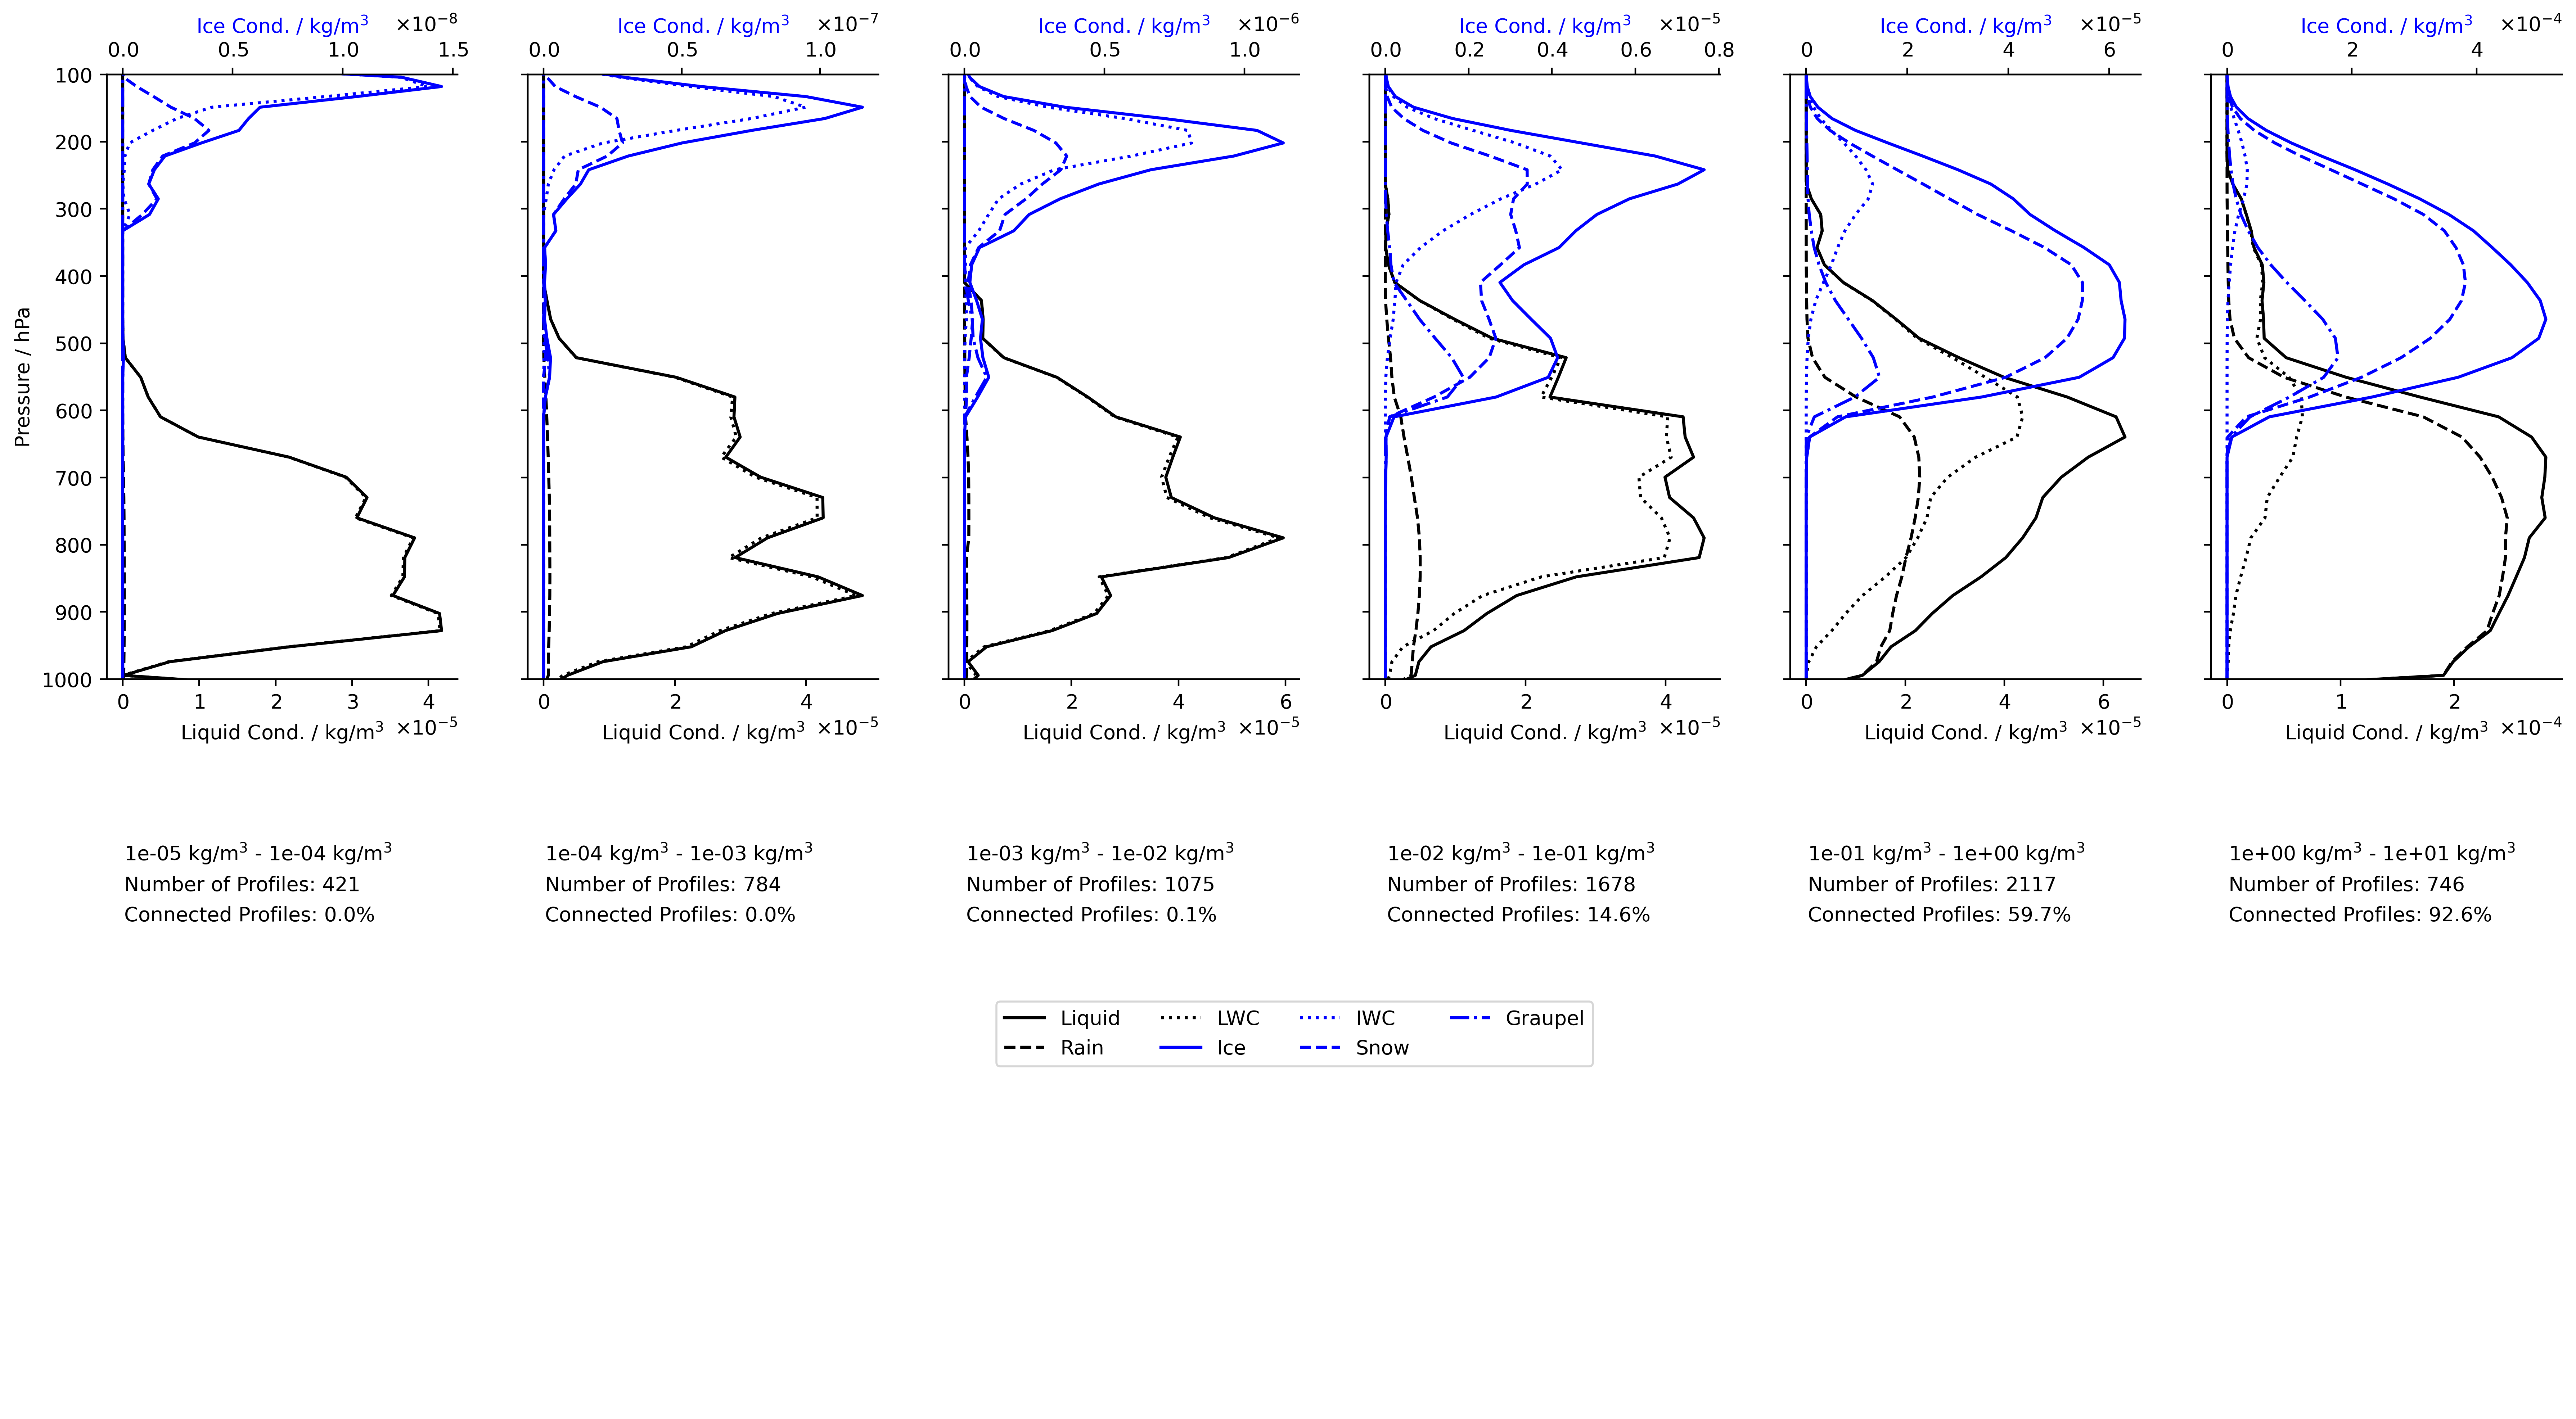 Ice Cond. / kg/m³ ×10⁻⁸
Ice Cond. / kg/m³ ×10⁻⁷
Ice Cond. / kg/m³ ×10⁻⁶
Ice Cond. / kg/m³ ×10⁻⁵
Ice Cond. / kg/m³ ×10⁻⁵
Ice Cond. / kg/m³ ×10⁻⁴
0.0 0.5 1.0 1.5
0.0 0.5 1.0
0.0 0.5 1.0
0.0 0.2 0.4 0.6 0.8
0 2 4 6
0 2 4
Pressure / hPa
100
200
300
400
500
600
700
800
900
1000
0 1 2 3 4
0 2 4
0 2 4 6
0 2 4
0 2 4 6
0 1 2
Liquid Cond. / kg/m³ ×10⁻⁵
Liquid Cond. / kg/m³ ×10⁻⁵
Liquid Cond. / kg/m³ ×10⁻⁶
Liquid Cond. / kg/m³ ×10⁻⁵
Liquid Cond. / kg/m³ ×10⁻⁵
Liquid Cond. / kg/m³ ×10⁻⁴
1e-05 kg/m³ - 1e-04 kg/m³
Number of Profiles: 421
Connected Profiles: 0.0%
1e-04 kg/m³ - 1e-03 kg/m³
Number of Profiles: 784
Connected Profiles: 0.0%
1e-03 kg/m³ - 1e-02 kg/m³
Number of Profiles: 1075
Connected Profiles: 0.1%
1e-02 kg/m³ - 1e-01 kg/m³
Number of Profiles: 1678
Connected Profiles: 14.6%
1e-01 kg/m³ - 1e+00 kg/m³
Number of Profiles: 2117
Connected Profiles: 59.7%
1e+00 kg/m³ - 1e+01 kg/m³
Number of Profiles: 746
Connected Profiles: 92.6%
Liquid LWC IWC Graupel
Rain Ice Snow